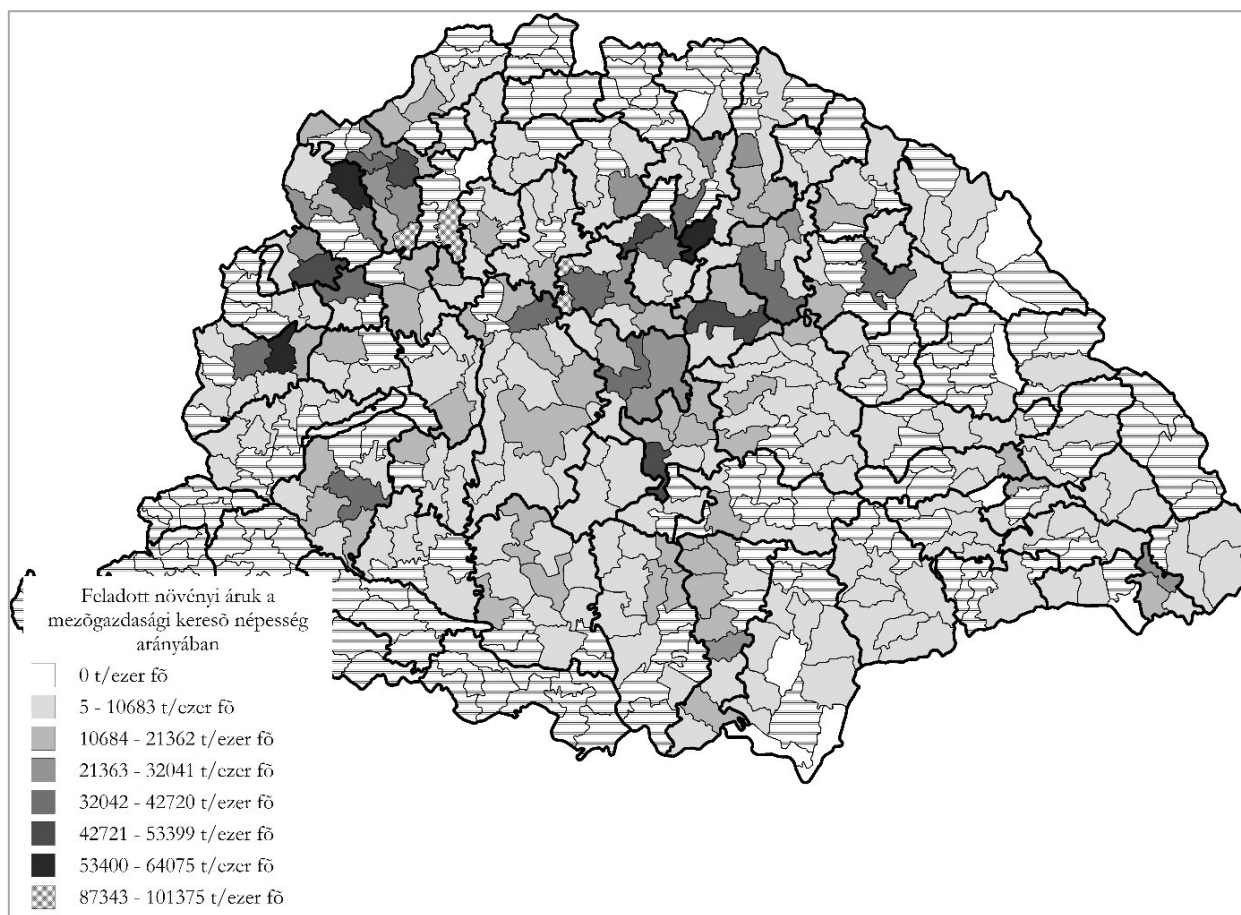 Feladott növényi áruk a
mezõgazdasági keresõ népesség
arányában
0 t/ezer fõ
5 - 10683 t/ezer fõ
10684 - 21362 t/ezer fõ
21363 - 32041 t/ezer fõ
32042 - 42720 t/ezer fõ
42721 - 53399 t/ezer fõ
53400 - 64075 t/ezer fõ
87343 - 101375 t/ezer fõ